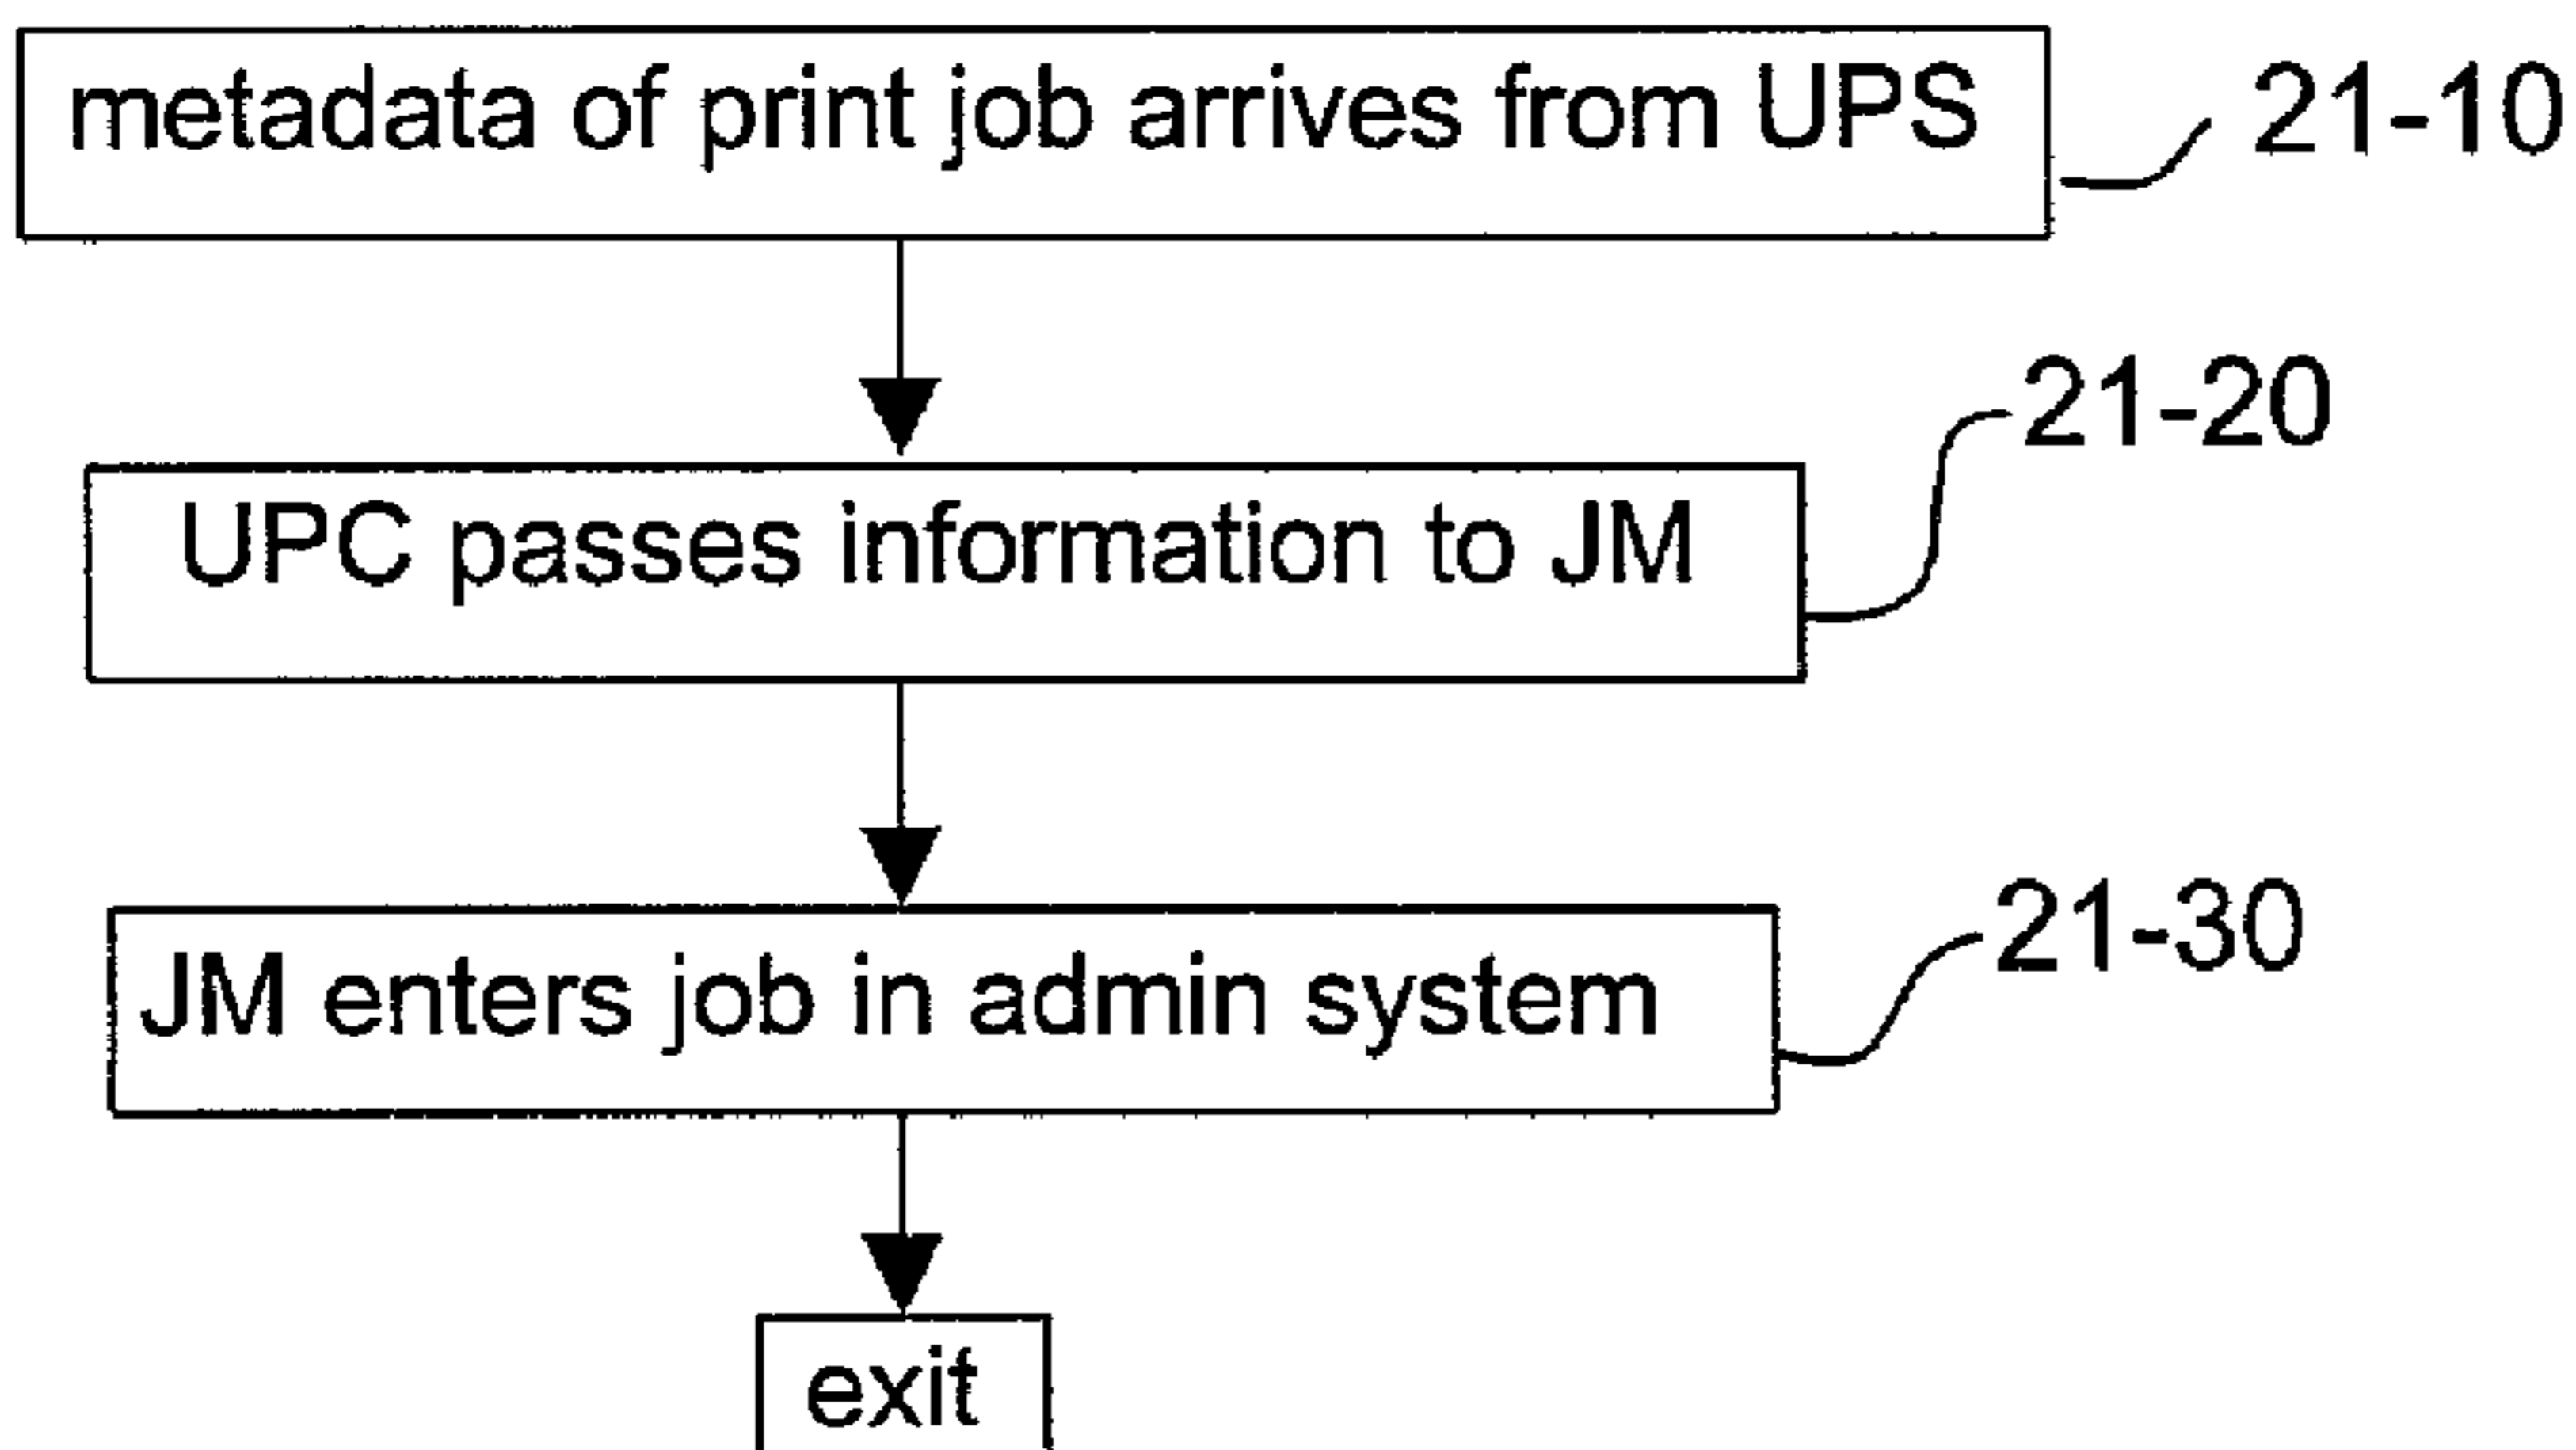 metadata of print job arrives from UPS
21-10
21-20
UPC passes information to JM
21-30
JM enters job in admin system
exit